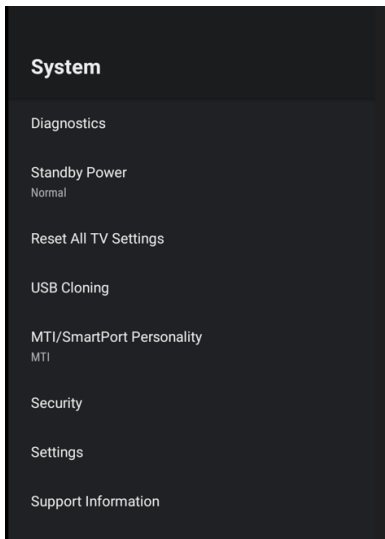 System
Diagnostics
Standby Power
Normal
Reset All TV Settings
USB Cloning
MTI/SmartPort Personality
MTI
Security
Settings
Support Information